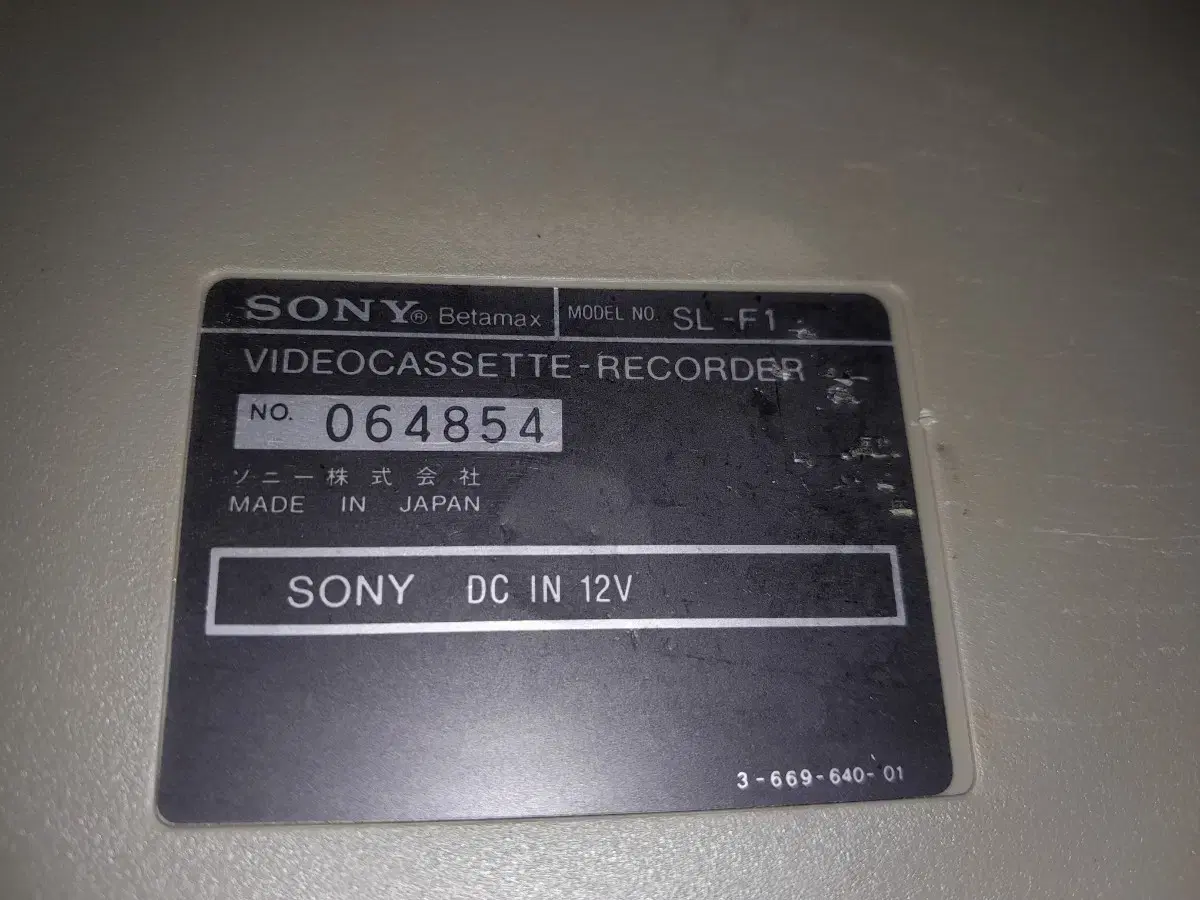 SONY® Betamax MODEL NO. SL-F1
VIDEOCASSETTE-RECORDER
NO. 064854
ソニー株式会社
MADE IN JAPAN
SONY DC IN 12V
3-669-640-01